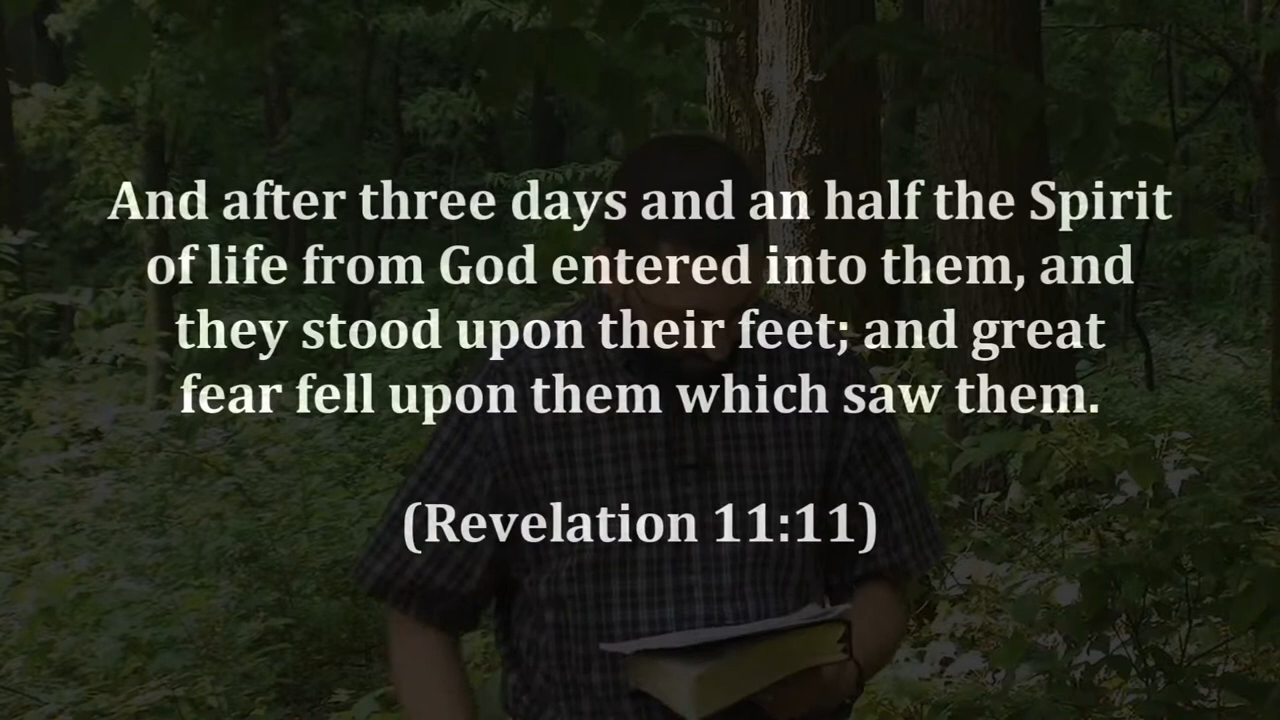 And after three days and an half the Spirit
of life from God entered into them, and
they stood upon their feet; and great
fear fell upon them which saw them.
(Revelation 11:11)